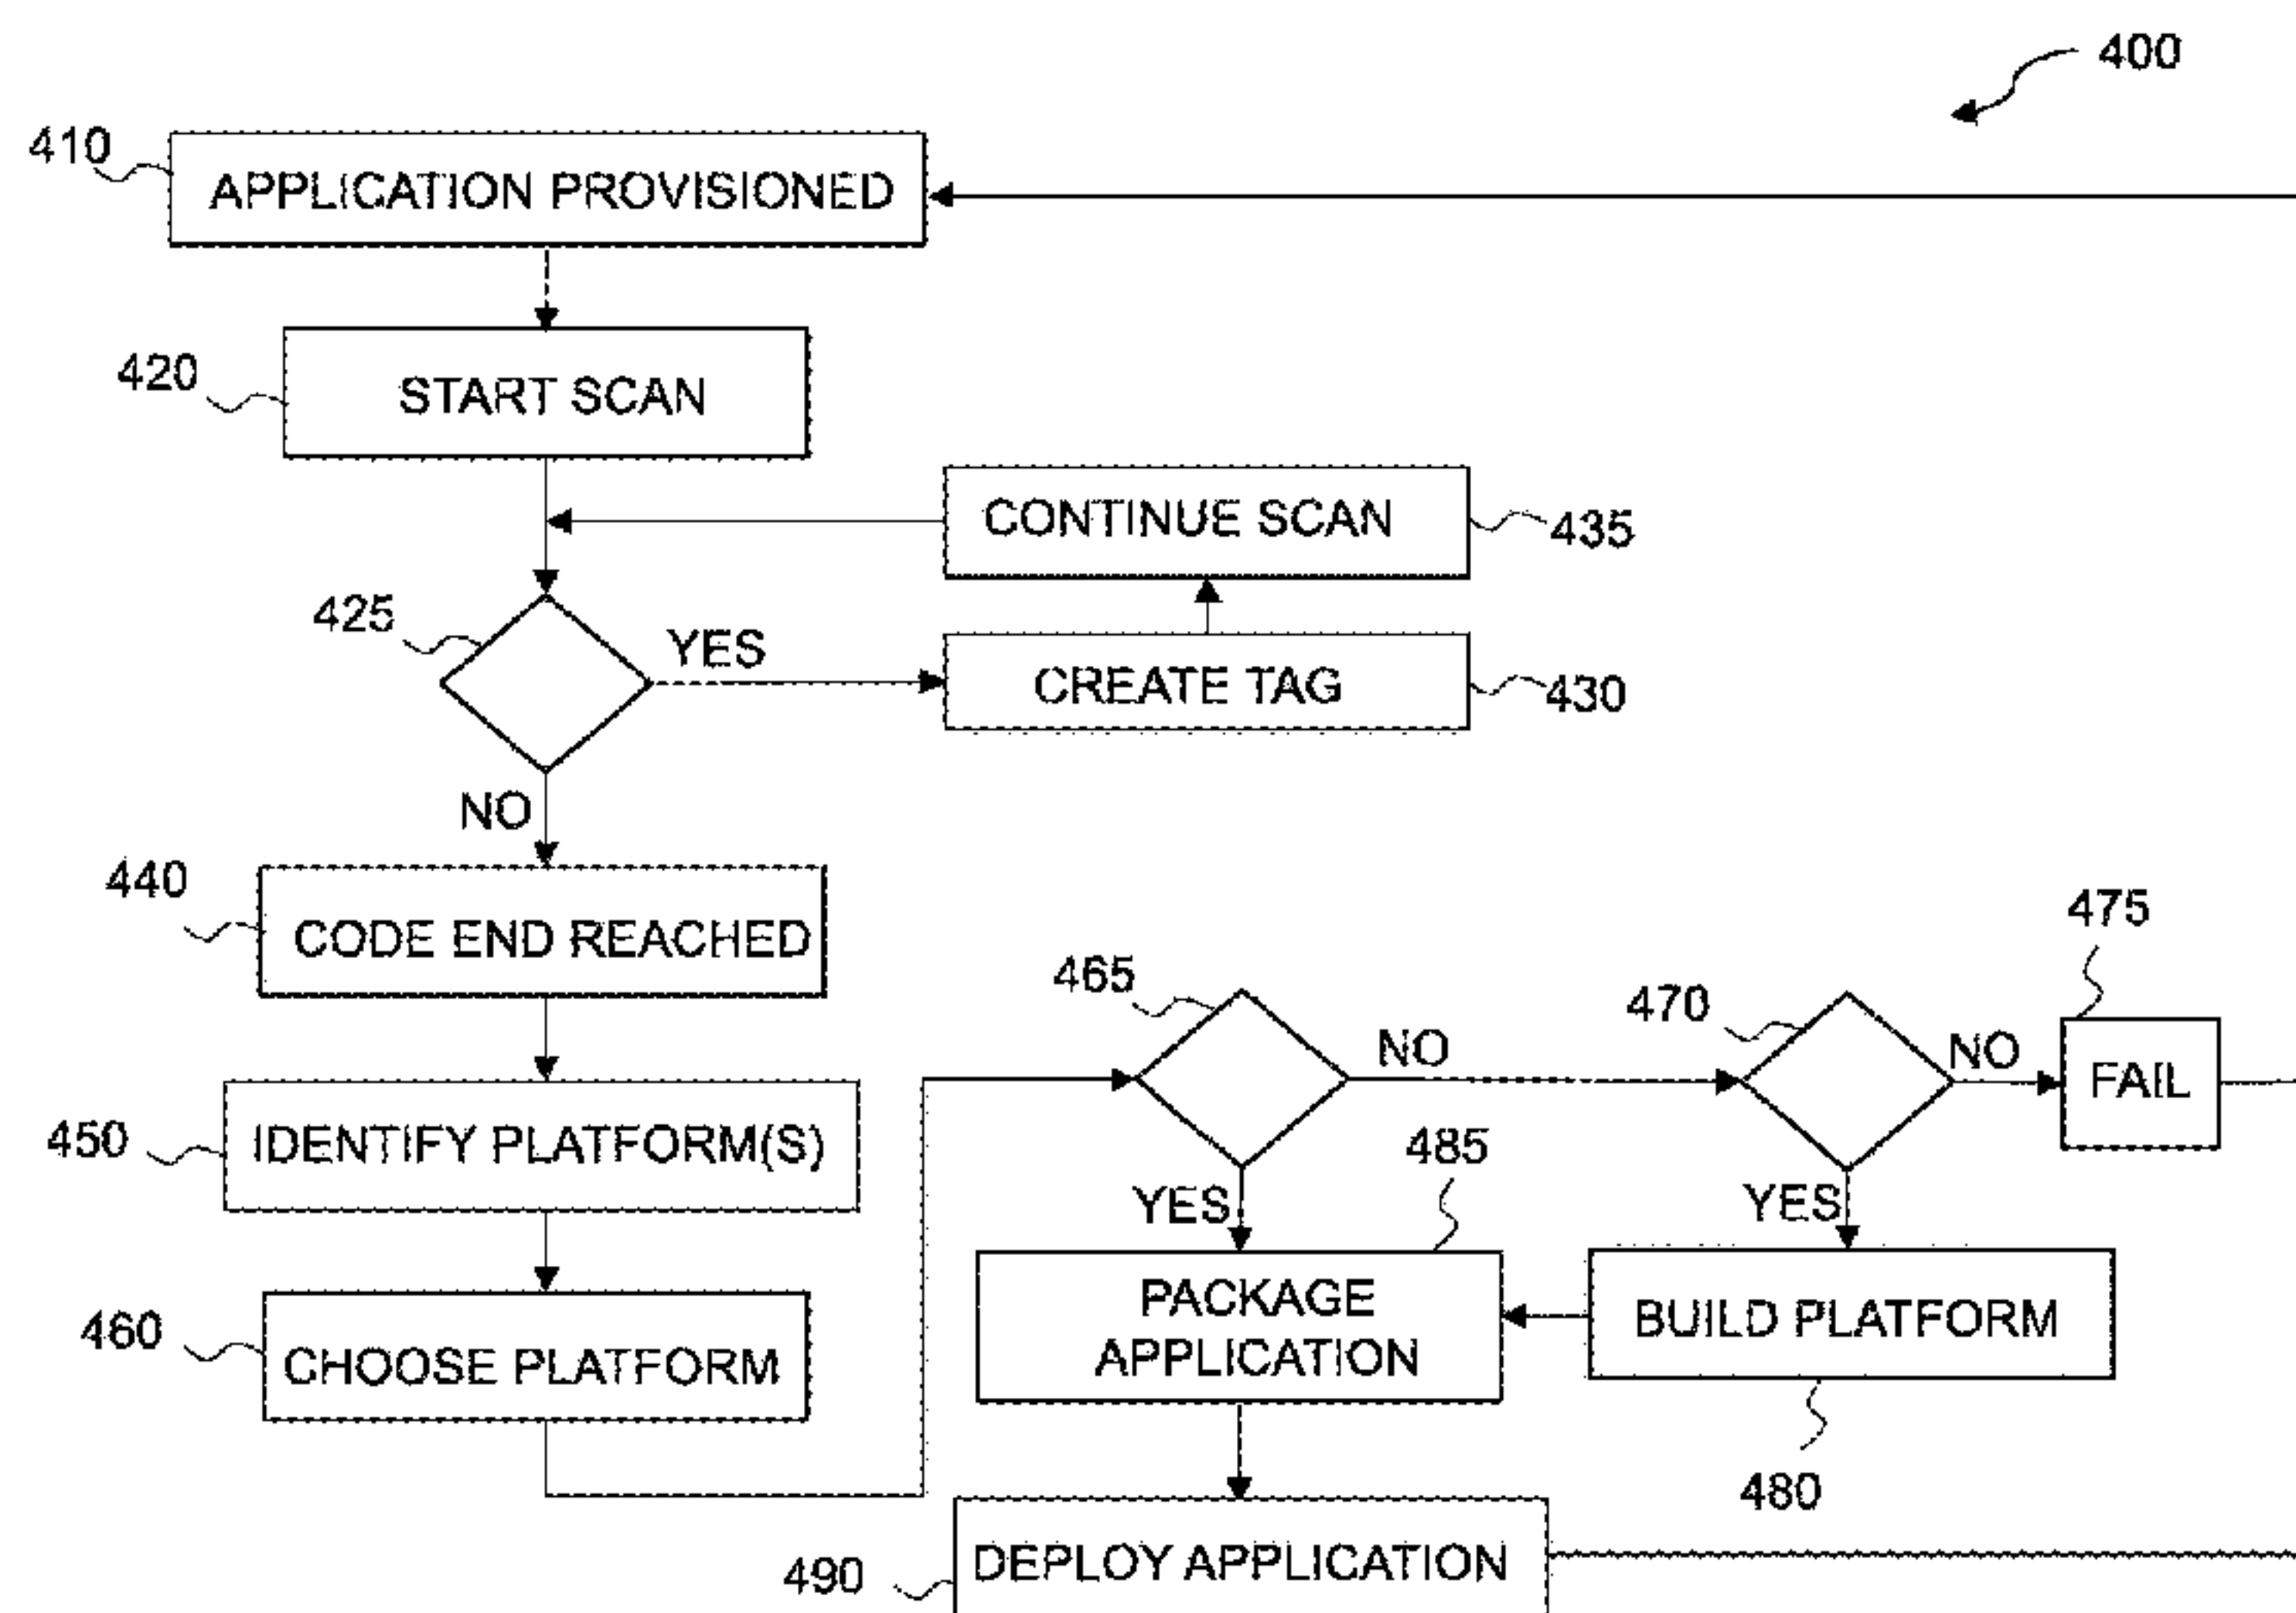 400
410
APPLICATION PROVISIONED
420
START SCAN
CONTINUE SCAN
435
425
YES
CREATE TAG
430
NO
440
CODE END REACHED
475
465
NO
470
NO
FAIL
450
IDENTIFY PLATFORM(S)
485
YES
YES
460
CHOOSE PLATFORM
PACKAGE
APPLICATION
BUILD PLATFORM
480
490
DEPLOY APPLICATION